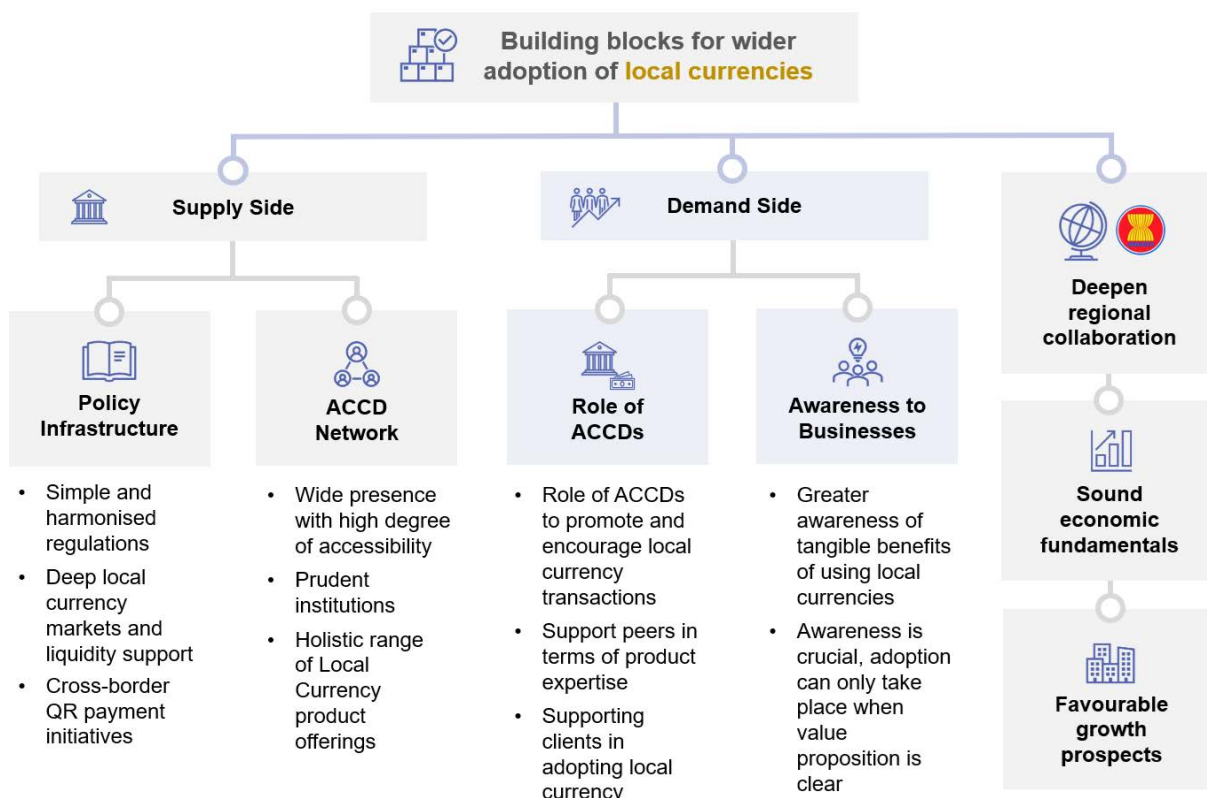 Building blocks for wider
adoption of local currencies
Supply Side
Policy
Infrastructure
• Simple and
harmonised
regulations
• Deep local
currency
markets and
liquidity support
• Cross-border
QR payment
initiatives
ACCD
Network
• Wide presence
with high degree
of accessibility
• Prudent
institutions
• Holistic range
of Local
Currency
product
offerings
Demand Side
Role of
ACCDs
• Role of ACCDs
to promote and
encourage local
currency
transactions
• Support peers in
terms of product
expertise
• Supporting
clients in
adopting local
currency
Awareness to
Businesses
• Greater
awareness of
tangible benefits
of using local
currencies
• Awareness is
crucial, adoption
can only take
place when
value
proposition is
clear
Deepen
regional
collaboration
Sound
economic
fundamentals
Favourable
growth
prospects